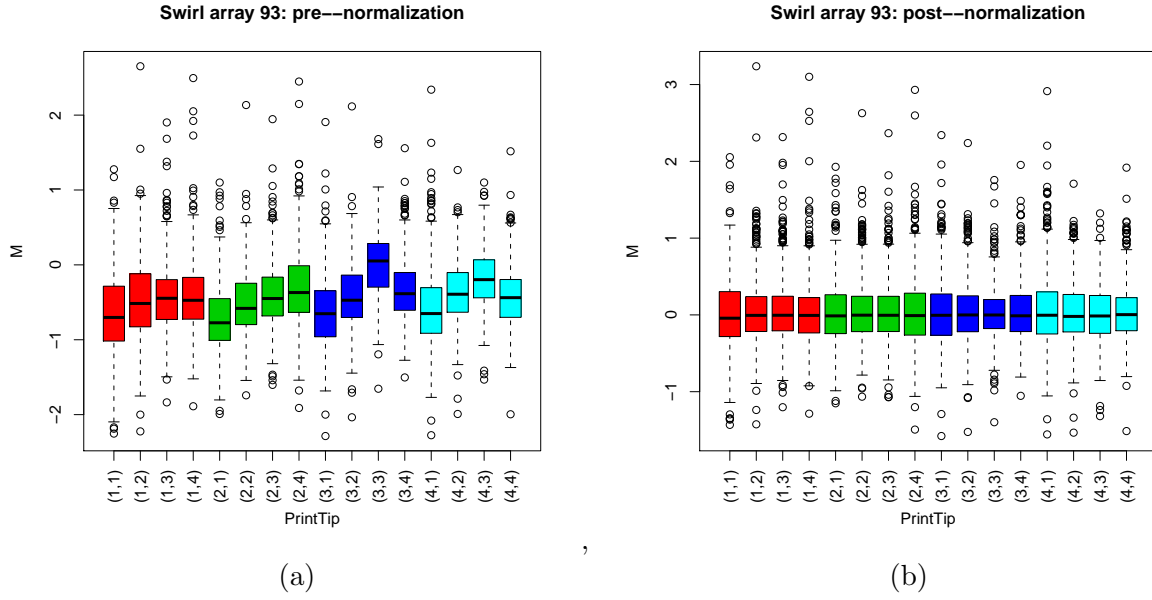 Swirl array 93: pre−−normalization
M
2
1
0
−1
−2
(1,1) (1,2) (1,3) (1,4) (2,1) (2,2) (2,3) (2,4) (3,1) (3,2) (3,3) (3,4) (4,1) (4,2) (4,3) (4,4)
PrintTip
(a)
,
Swirl array 93: post−−normalization
M
3
2
1
0
−1
(1,1) (1,2) (1,3) (1,4) (2,1) (2,2) (2,3) (2,4) (3,1) (3,2) (3,3) (3,4) (4,1) (4,2) (4,3) (4,4)
PrintTip
(b)